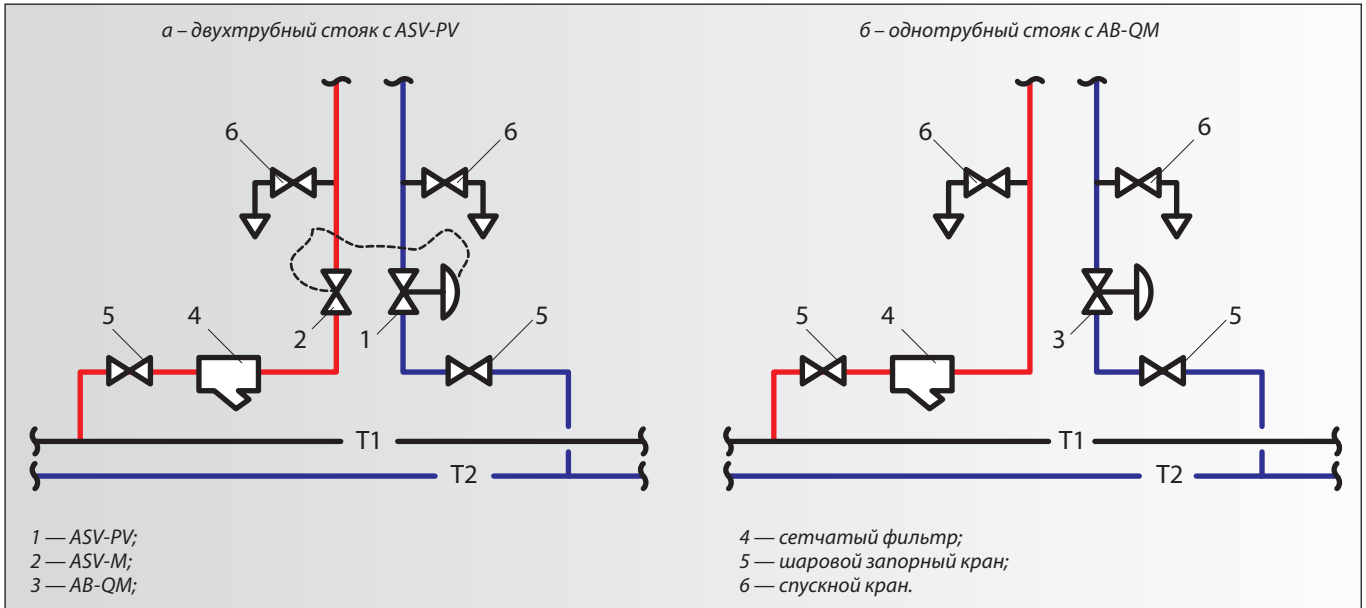 а – двухтрубный стояк с ASV-PV
б – однотрубный стояк с AB-QM
6
6
6
6
5
4
2
1
5
5
4
3
5
T1
T1
T2
T2
1 — ASV-PV;
2 — ASV-M;
3 — AB-QM;
4 — сетчатый фильтр;
5 — шаровой запорный кран;
6 — спускной кран.